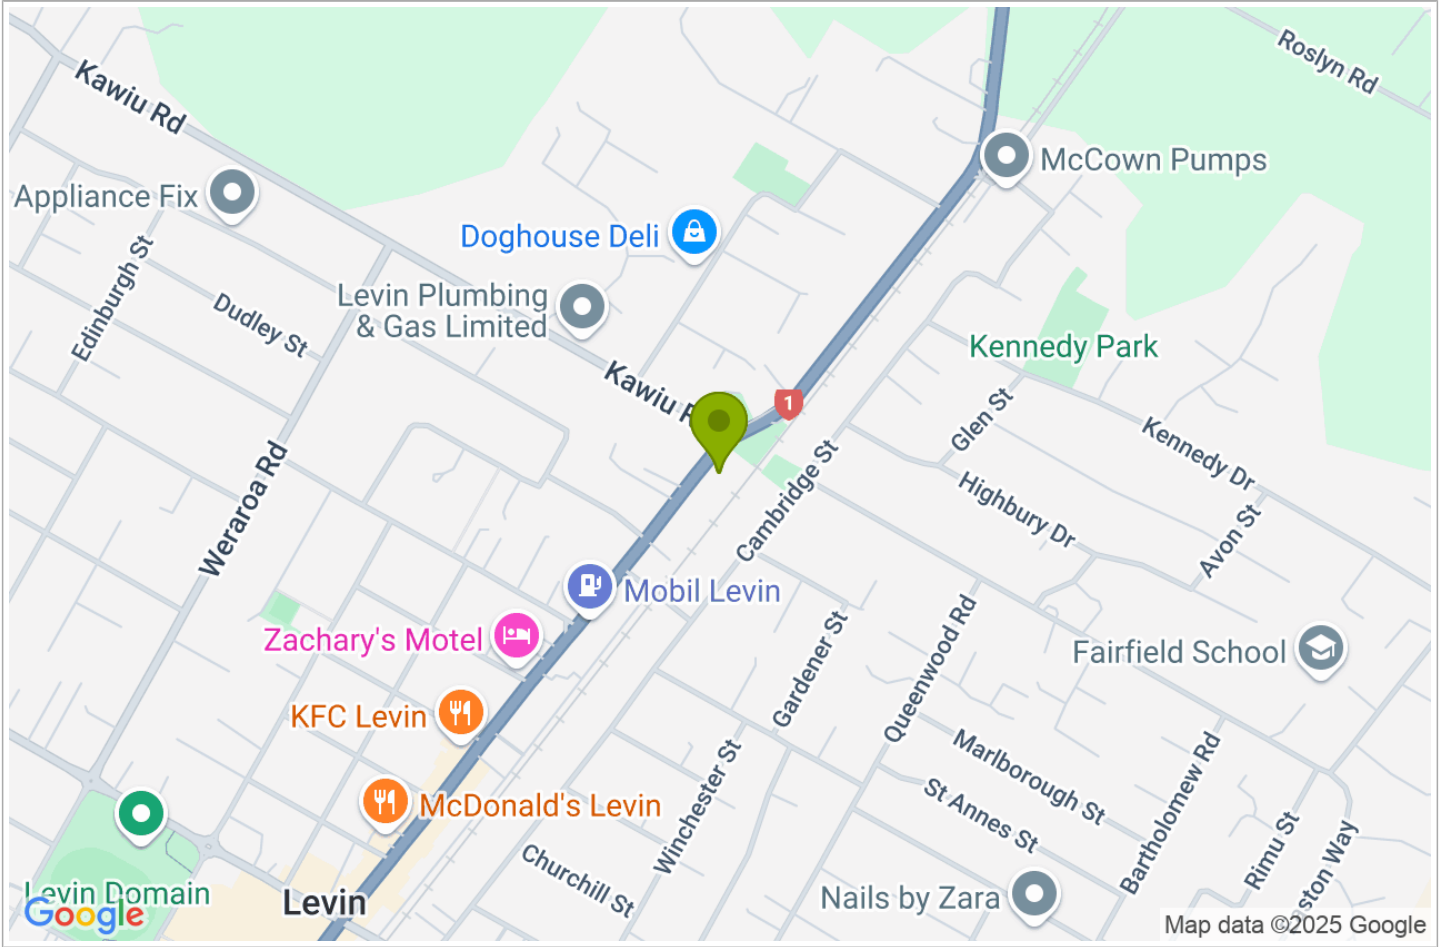 Roslyn Rd
Kawiu Rd
McCown Pumps
Appliance Fix
Doghouse Deli
Edinburgh St
Levin Plumbing
& Gas Limited
Dudley St
Kennedy Park
Kawiu R
1
Glen St
Kennedy Dr
Weraroa Rd
Cambridge St
Highbury Dr
Avon St
Mobil Levin
Zachary's Motel
Gardener St
Queenwood Rd
Fairfield School
KFC Levin
Marlborough St
Winchester St
St Annes St
Bartholomew Rd
McDonald's Levin
Rimu St
Churchill St
Levin Domain
Levin
Nails by Zara
Google
Map data ©2025 Google